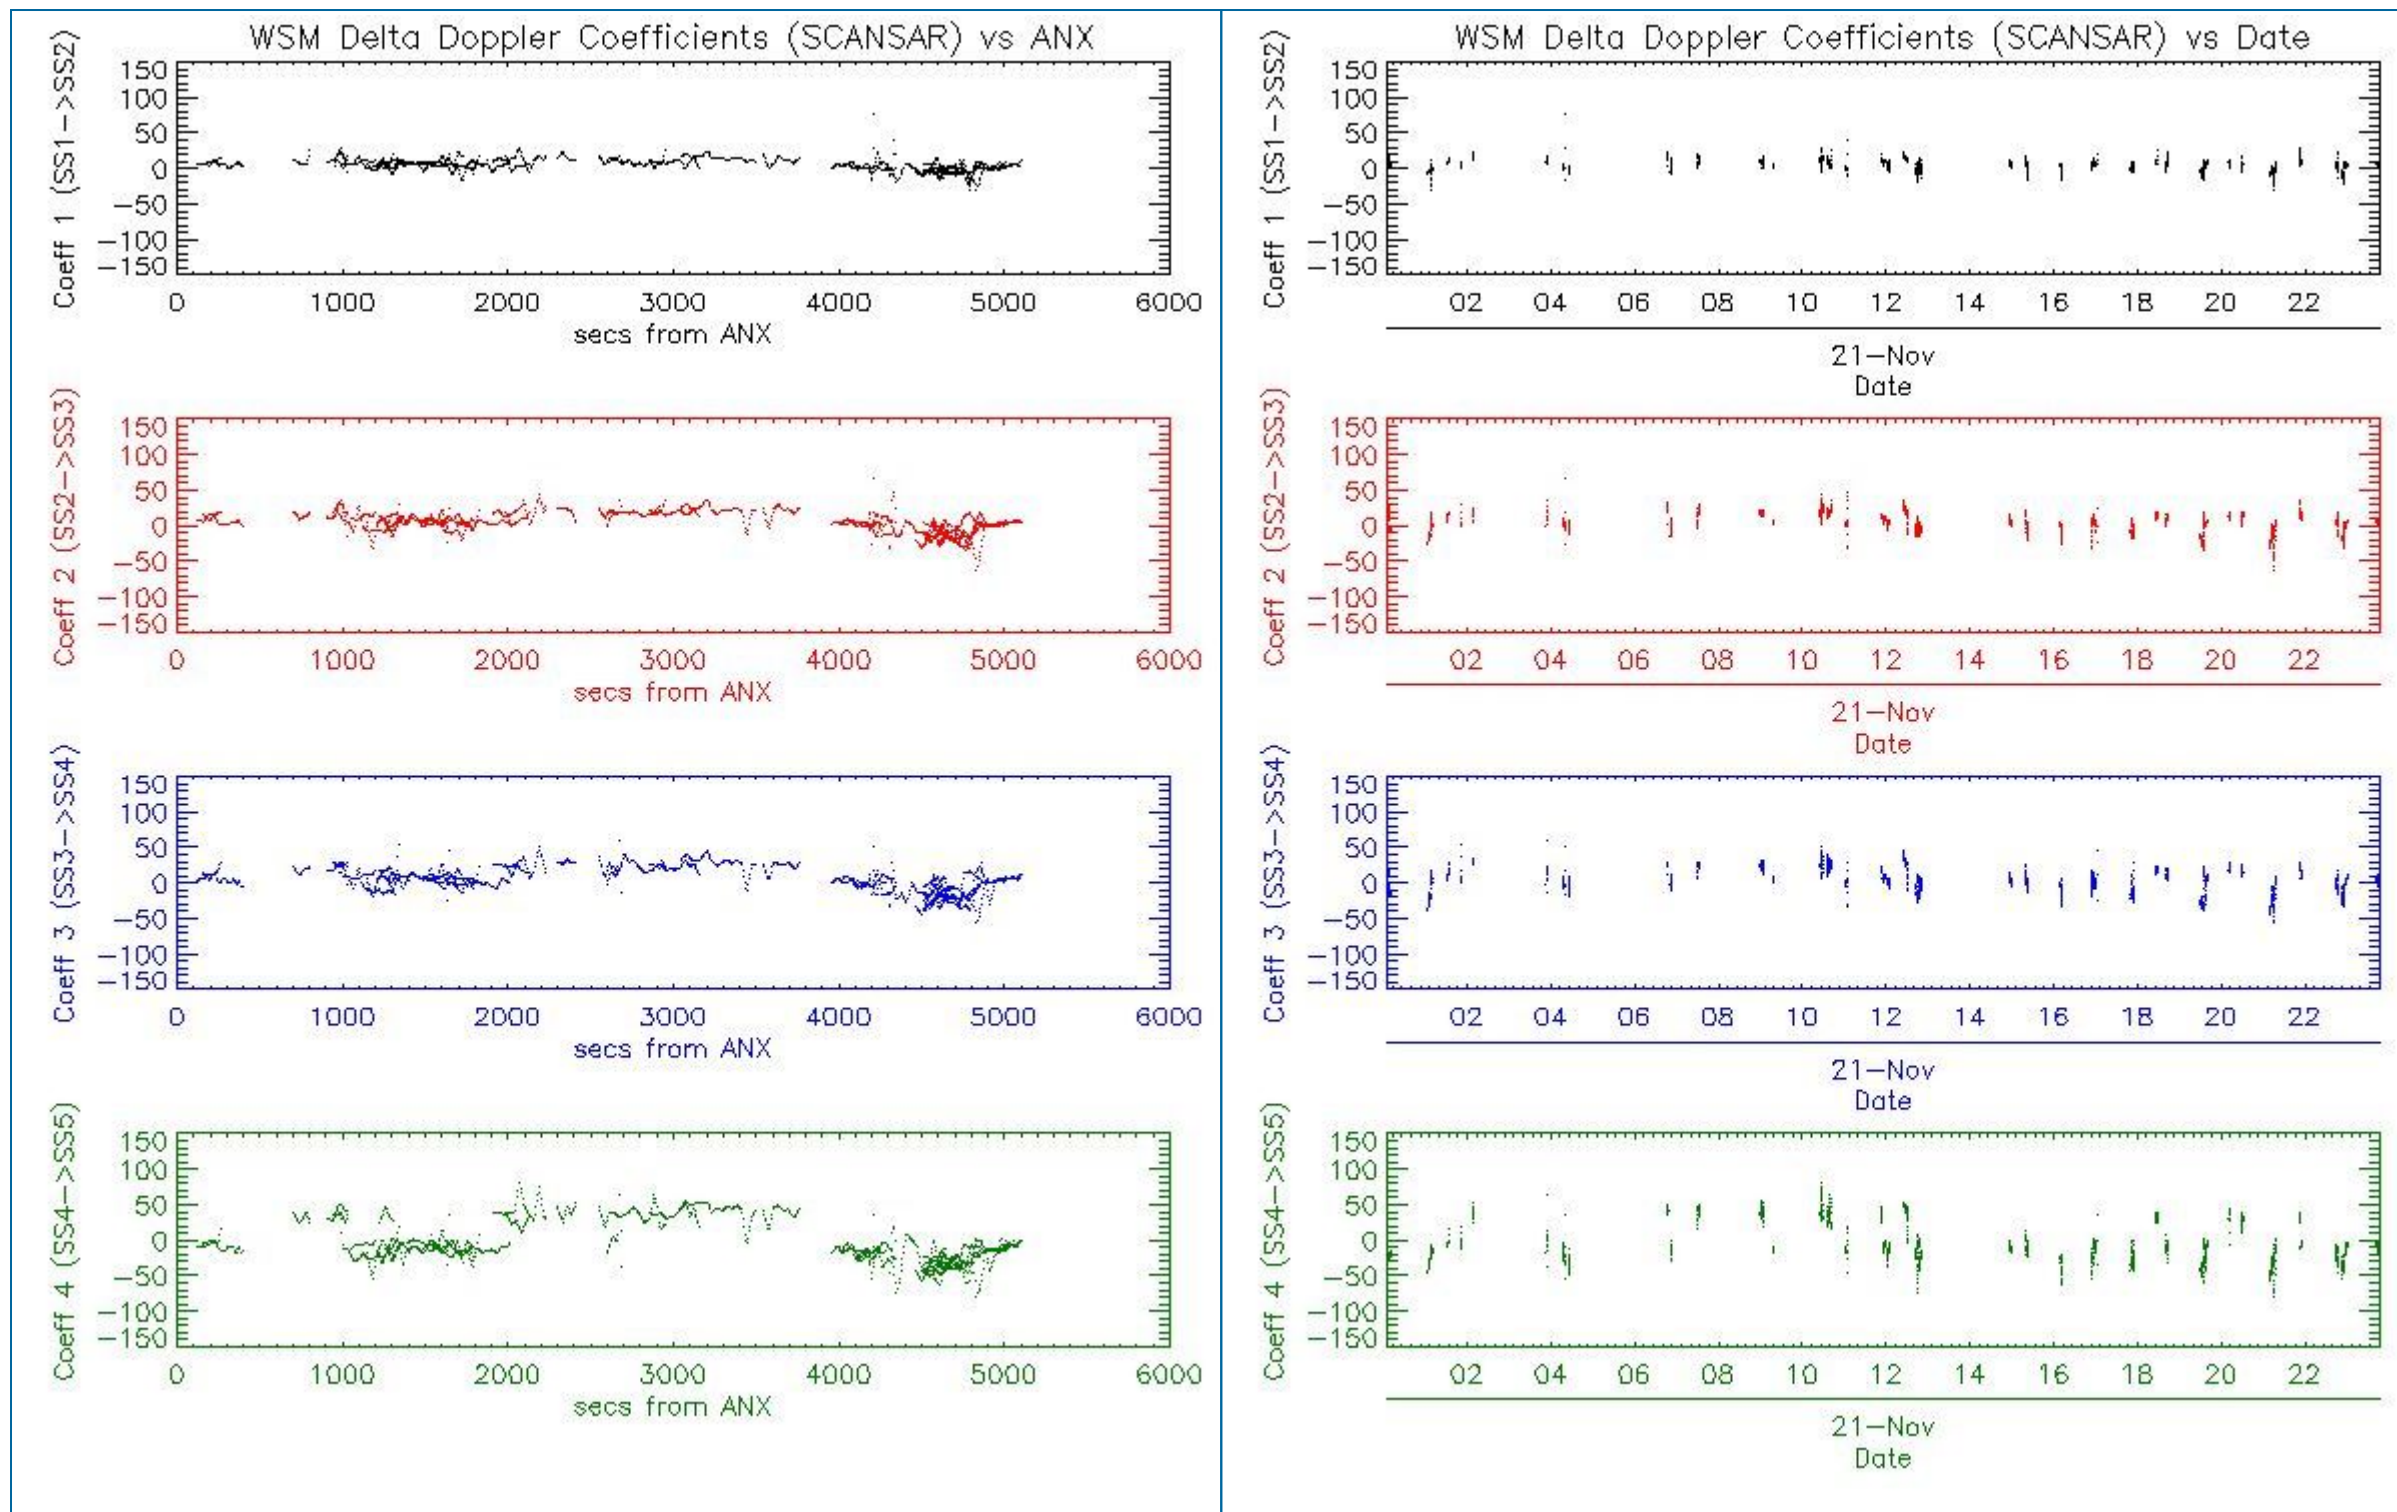 WSM Delta Doppler Coefficients (SCANSAR) vs ANX
Coeff 1 (SS1->SS2)
150
100
50
0
-50
-100
-150
0 1000 2000 3000 4000 5000 6000
secs from ANX
Coeff 2 (SS2->SS3)
150
100
50
0
-50
-100
-150
0 1000 2000 3000 4000 5000 6000
secs from ANX
Coeff 3 (SS3->SS4)
150
100
50
0
-50
-100
-150
0 1000 2000 3000 4000 5000 6000
secs from ANX
Coeff 4 (SS4->SS5)
150
100
50
0
-50
-100
-150
0 1000 2000 3000 4000 5000 6000
secs from ANX
WSM Delta Doppler Coefficients (SCANSAR) vs Date
Coeff 1 (SS1->SS2)
150
100
50
0
-50
-100
-150
02 04 06 08 10 12 14 16 18 20 22
21-Nov
Date
Coeff 2 (SS2->SS3)
150
100
50
0
-50
-100
-150
02 04 06 08 10 12 14 16 18 20 22
21-Nov
Date
Coeff 3 (SS3->SS4)
150
100
50
0
-50
-100
-150
02 04 06 08 10 12 14 16 18 20 22
21-Nov
Date
Coeff 4 (SS4->SS5)
150
100
50
0
-50
-100
-150
02 04 06 08 10 12 14 16 18 20 22
21-Nov
Date